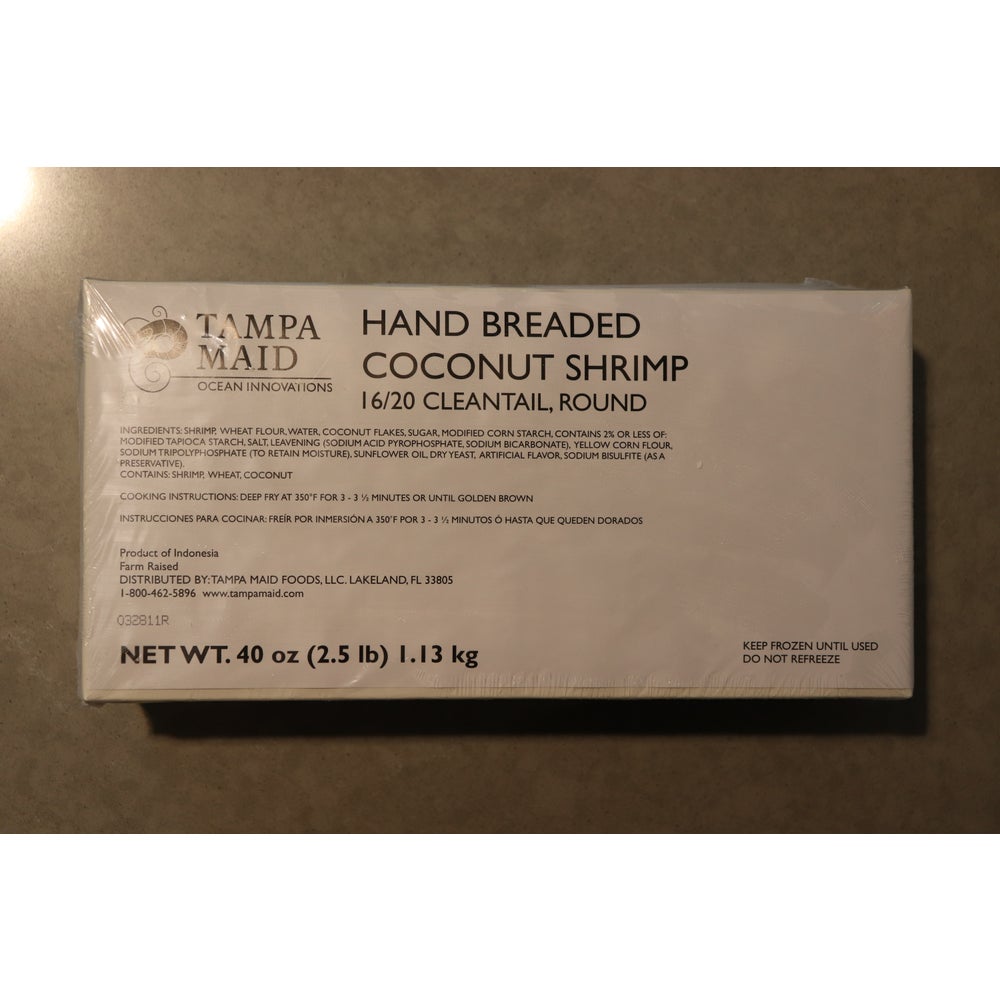 TAMPA
MAID
OCEAN INNOVATIONS
HAND BREADED
COCONUT SHRIMP
16/20 CLEANTAIL, ROUND
INGREDIENTS: SHRIMP, WHEAT FLOUR, WATER, COCONUT FLAKES, SUGAR, MODIFIED CORN STARCH, CONTAINS 2% OR LESS OF:
MODIFIED TAPIOCA STARCH, SALT, LEAVENING (SODIUM ACID PYROPHOSPHATE, SODIUM BICARBONATE), YELLOW CORN FLOUR,
SODIUM TRIPOLYPHOSPHATE (TO RETAIN MOISTURE), SUNFLOWER OIL, DRY YEAST, ARTIFICIAL FLAVOR, SODIUM BISULFITE (AS A
PRESERVATIVE).
CONTAINS: SHRIMP, WHEAT, COCONUT
COOKING INSTRUCTIONS: DEEP FRY AT 350°F FOR 3 - 3 ½ MINUTES OR UNTIL GOLDEN BROWN
INSTRUCCIONES PARA COCINAR: FREÍR POR INMERSIÓN A 350°F POR 3 - 3 ½ MINUTOS Ó HASTA QUE QUEDEN DORADOS
Product of Indonesia
Farm Raised
DISTRIBUTED BY: TAMPA MAID FOODS, LLC. LAKELAND, FL 33805
1-800-462-5896 www.tampamaid.com
032811R
NET WT. 40 oz (2.5 lb) 1.13 kg
KEEP FROZEN UNTIL USED
DO NOT REFREEZE